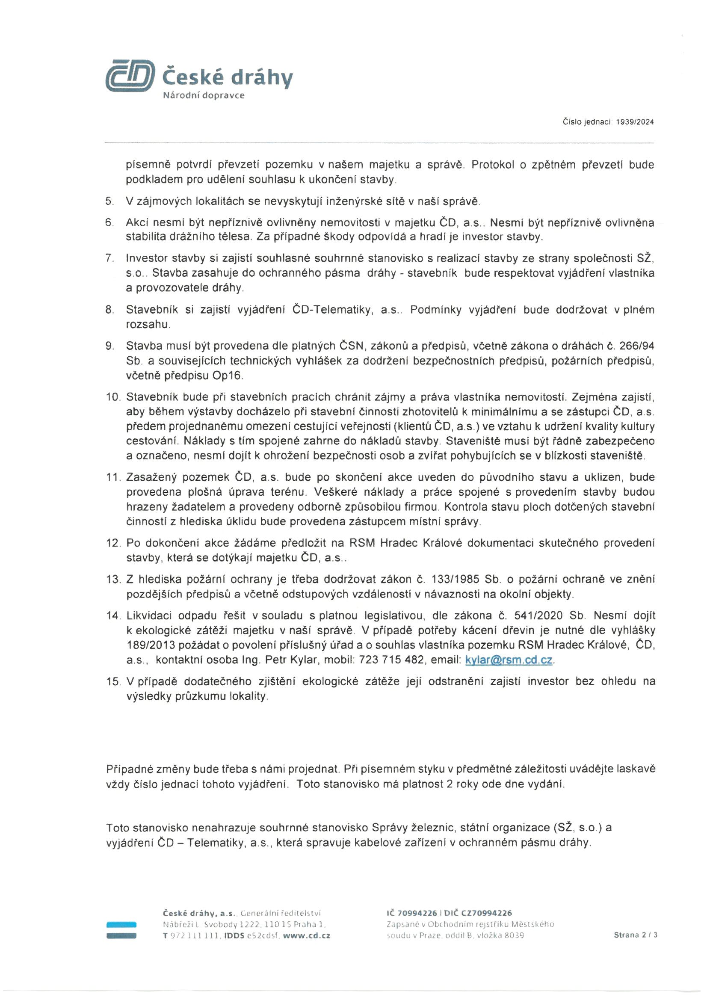 ČD České dráhy
Národní dopravce
Číslo jednací: 1939/2024
písemně potvrdí převzetí pozemku v našem majetku a správě. Protokol o zpětném převzetí bude
podkladem pro udělení souhlasu k ukončení stavby.
5. V zájmových lokalitách se nevyskytují inženýrské sítě v naší správě.
6. Akcí nesmí být nepříznivě ovlivněny nemovitosti v majetku ČD, a.s.. Nesmí být nepříznivě ovlivněna
stabilita drážního tělesa. Za případné škody odpovídá a hradí je investor stavby.
7. Investor stavby si zajistí souhlasné souhrnné stanovisko s realizací stavby ze strany společnosti SŽ,
s.o.. Stavba zasahuje do ochranného pásma dráhy - stavebník bude respektovat vyjádření vlastníka
a provozovatele dráhy.
8. Stavebník si zajistí vyjádření ČD-Telematiky, a.s.. Podmínky vyjádření bude dodržovat v plném
rozsahu.
9. Stavba musí být provedena dle platných ČSN, zákonů a předpisů, včetně zákona o dráhách č. 266/94
Sb. a souvisejících technických vyhlášek za dodržení bezpečnostních předpisů, požárních předpisů,
včetně předpisu Op16.
10. Stavebník bude při stavebních pracích chránit zájmy a práva vlastníka nemovitostí. Zejména zajistí,
aby během výstavby docházelo při stavební činnosti zhotovitelů k minimálnímu a se zástupci ČD, a.s.
předem projednanému omezení cestující veřejnosti (klientů ČD, a.s.) ve vztahu k udržení kvality kultury
cestování. Náklady s tím spojené zahrne do nákladů stavby. Staveniště musí být řádně zabezpečeno
a označeno, nesmí dojít k ohrožení bezpečnosti osob a zvířat pohybujících se v blízkosti staveniště.
11. Zasažený pozemek ČD, a.s. bude po skončení akce uveden do původního stavu a uklizen, bude
provedena plošná úprava terénu. Veškeré náklady a práce spojené s provedením stavby budou
hrazeny žadatelem a provedeny odborně způsobilou firmou. Kontrola stavu ploch dotčených stavební
činností z hlediska úklidu bude provedena zástupcem místní správy.
12. Po dokončení akce žádáme předložit na RSM Hradec Králové dokumentaci skutečného provedení
stavby, která se dotýkají majetku ČD, a.s..
13. Z hlediska požární ochrany je třeba dodržovat zákon č. 133/1985 Sb. o požární ochraně ve znění
pozdějších předpisů a včetně odstupových vzdáleností v návaznosti na okolní objekty.
14. Likvidaci odpadu řešit v souladu s platnou legislativou, dle zákona č. 541/2020 Sb. Nesmí dojít
k ekologické zátěži majetku v naší správě. V případě potřeby kácení dřevin je nutné dle vyhlášky
189/2013 požádat o povolení příslušný úřad a o souhlas vlastníka pozemku RSM Hradec Králové, ČD,
a.s., kontaktní osoba Ing. Petr Kylar, mobil: 723 715 482, email: kylar@rsm.cd.cz.
15. V případě dodatečného zjištění ekologické zátěže její odstranění zajistí investor bez ohledu na
výsledky průzkumu lokality.
Případné změny bude třeba s námi projednat. Při písemném styku v předmětné záležitosti uvádějte laskavě
vždy číslo jednací tohoto vyjádření. Toto stanovisko má platnost 2 roky ode dne vydání.
Toto stanovisko nenahrazuje souhrnné stanovisko Správy železnic, státní organizace (SŽ, s.o.) a
vyjádření ČD – Telematiky, a.s., která spravuje kabelové zařízení v ochranném pásmu dráhy.
České dráhy, a.s., Generální ředitelství
Nábřeží L. Svobody 1222, 110 15 Praha 1,
T 972 111 111, IDDS e52cdsf, www.cd.cz
IČ 70994226 | DIČ CZ70994226
Zapsané v Obchodním rejstříku Městského
soudu v Praze, oddíl B, vložka 8039
Strana 2 / 3